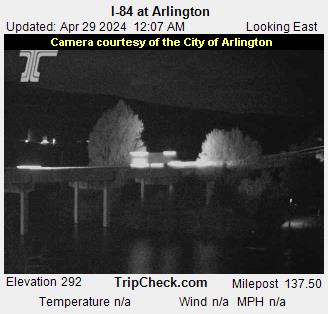 I-84 at Arlington
Updated: Apr 29 2024 12:07 AM Looking East
Camera courtesy of the City of Arlington
Elevation 292 TripCheck.com Milepost 137.50
Temperature n/a Wind n/a MPH n/a